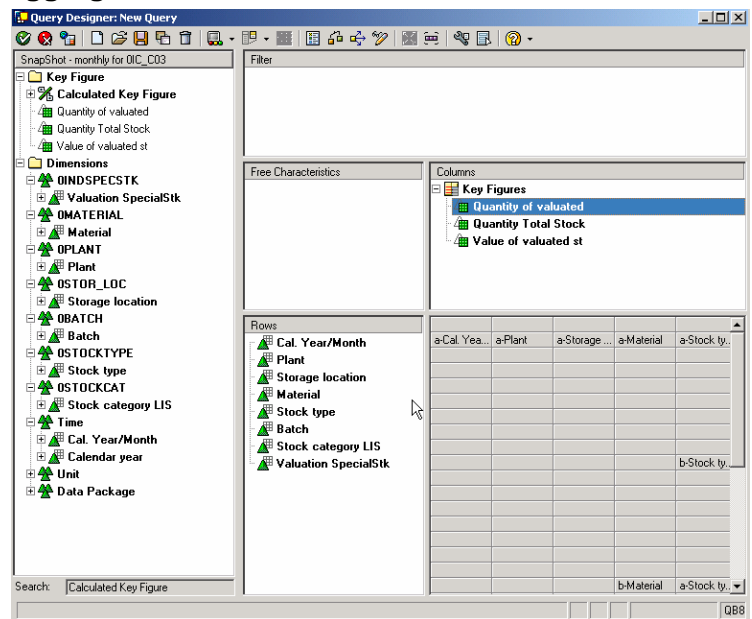 Query Designer: New Query
SnapShot - monthly for 0IC_C03
Key Figure
Calculated Key Figure
Quantity of valuated
Quantity Total Stock
Value of valuated st
Dimensions
0INDSPECSTK
Valuation SpecialStk
0MATERIAL
Material
0PLANT
Plant
0STOR_LOC
Storage location
0BATCH
Batch
0STOCKTYPE
Stock type
0STOCKCAT
Stock category LIS
Time
Cal. Year/Month
Calendar year
Unit
Data Package
Search: Calculated Key Figure
Filter
Free Characteristics
Columns
Key Figures
Quantity of valuated
Quantity Total Stock
Value of valuated st
Rows
Cal. Year/Month
Plant
Storage location
Material
Stock type
Batch
Stock category LIS
Valuation SpecialStk
a-Cal. Yea... a-Plant a-Storage ... a-Material a-Stock ty...
b-Stock ty...
b-Material a-Stock ty...
QB8